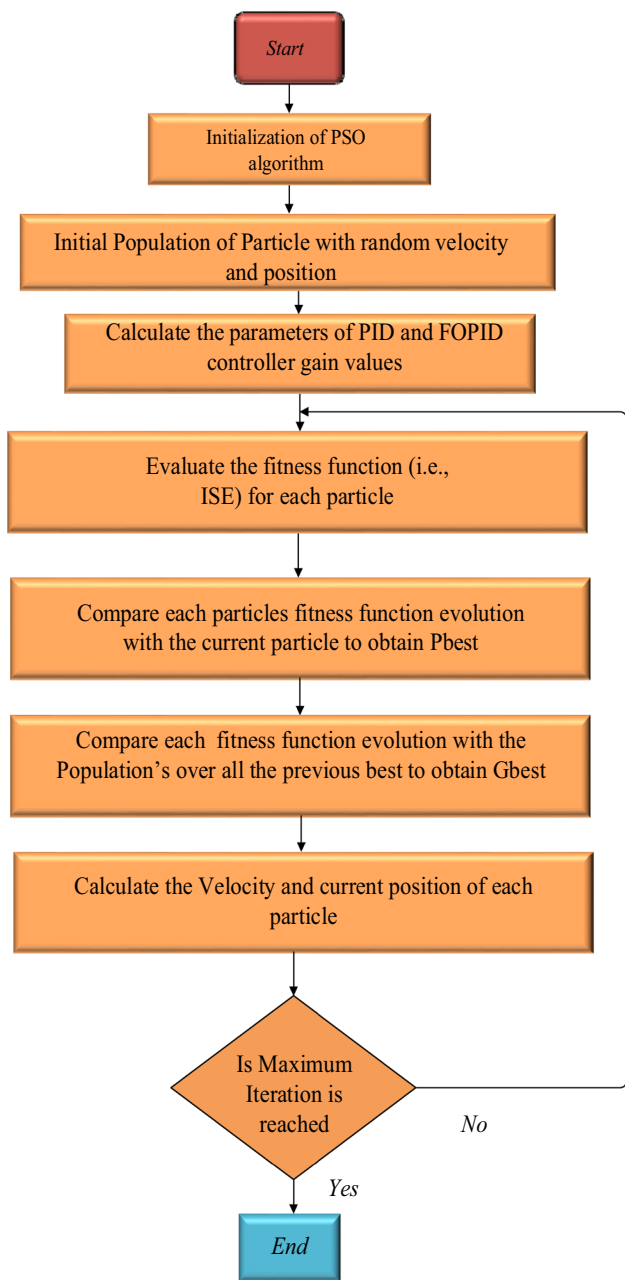 Start
Initialization of PSO
algorithm
Initial Population of Particle with random velocity
and position
Calculate the parameters of PID and FOPID
controller gain values
Evaluate the fitness function (i.e.,
ISE) for each particle
Compare each particles fitness function evolution
with the current particle to obtain Pbest
Compare each fitness function evolution with the
Population’s over all the previous best to obtain Gbest
Calculate the Velocity and current position of each
particle
Is Maximum
Iteration is
reached
No
Yes
End